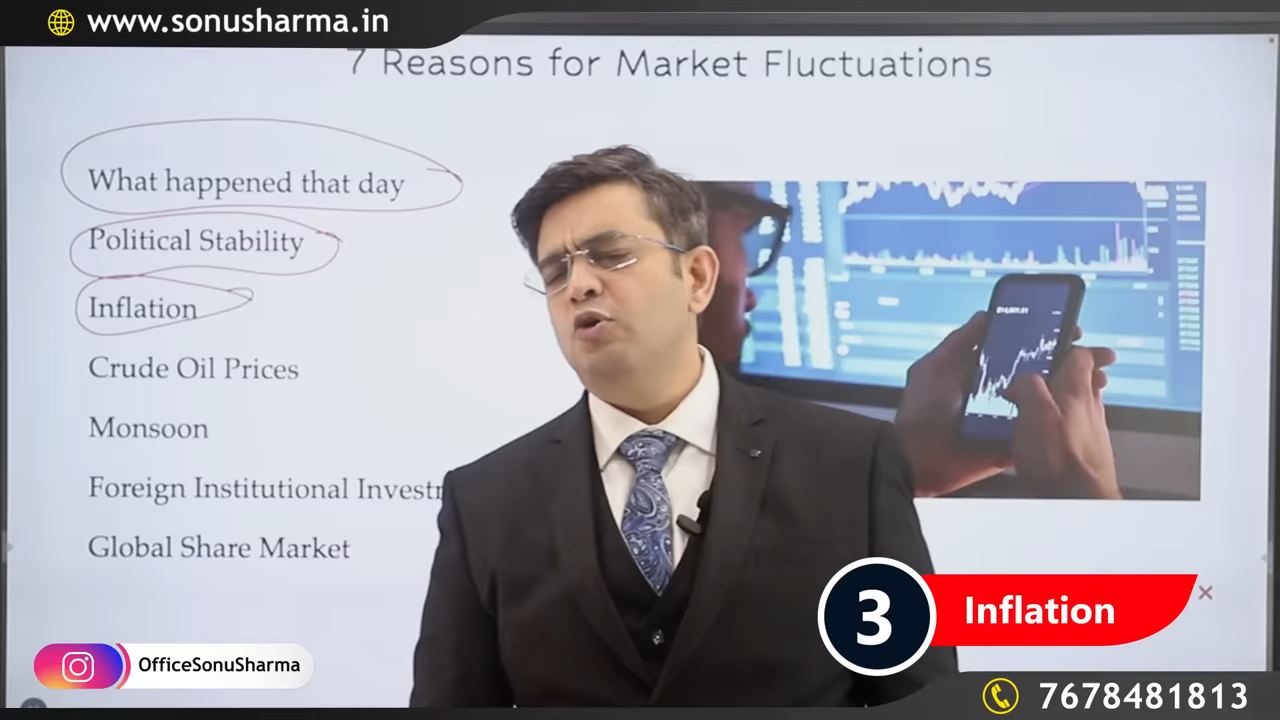 www.sonusharma.in
7 Reasons for Market Fluctuations
What happened that day
Political Stability
Inflation
Crude Oil Prices
Monsoon
Foreign Institutional
Global Share Market
3
Inflation
OfficeSonuSharma
7678481813